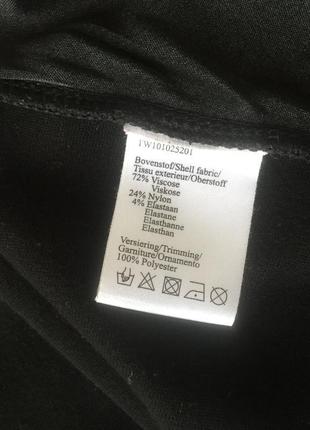 TW101025201
Bovenstof/Shell fabric/
Tissu exterieur/Oberstoff
72% Viscose
Viskose
24% Nylon
4% Elastaan
Elastane
Elasthanne
Elasthan
Versiering/Trimming/
Garniture/Ornamento
100% Polyester